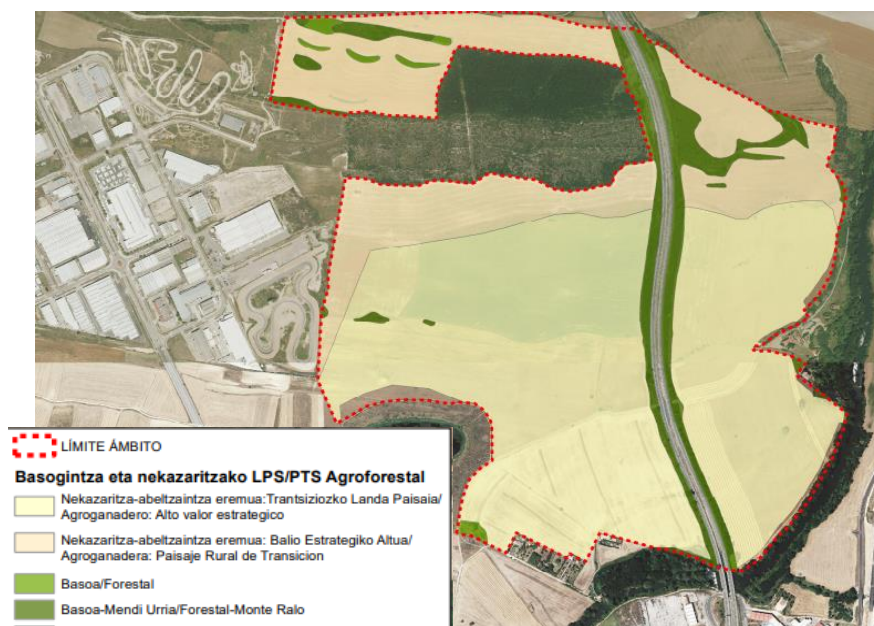 LÍMITE ÁMBITO
Basogintza eta nekazaritzako LPS/PTS Agroforestal
Nekazaritza-abeltzaintza eremua:Trantsiziozko Landa Paisaia/
Agroganadero: Alto valor estrategico
Nekazaritza-abeltzaintza eremua: Balio Estrategiko Altua/
Agroganadera: Paisaje Rural de Transicion
Basoa/Forestal
Basoa-Mendi Urria/Forestal-Monte Ralo